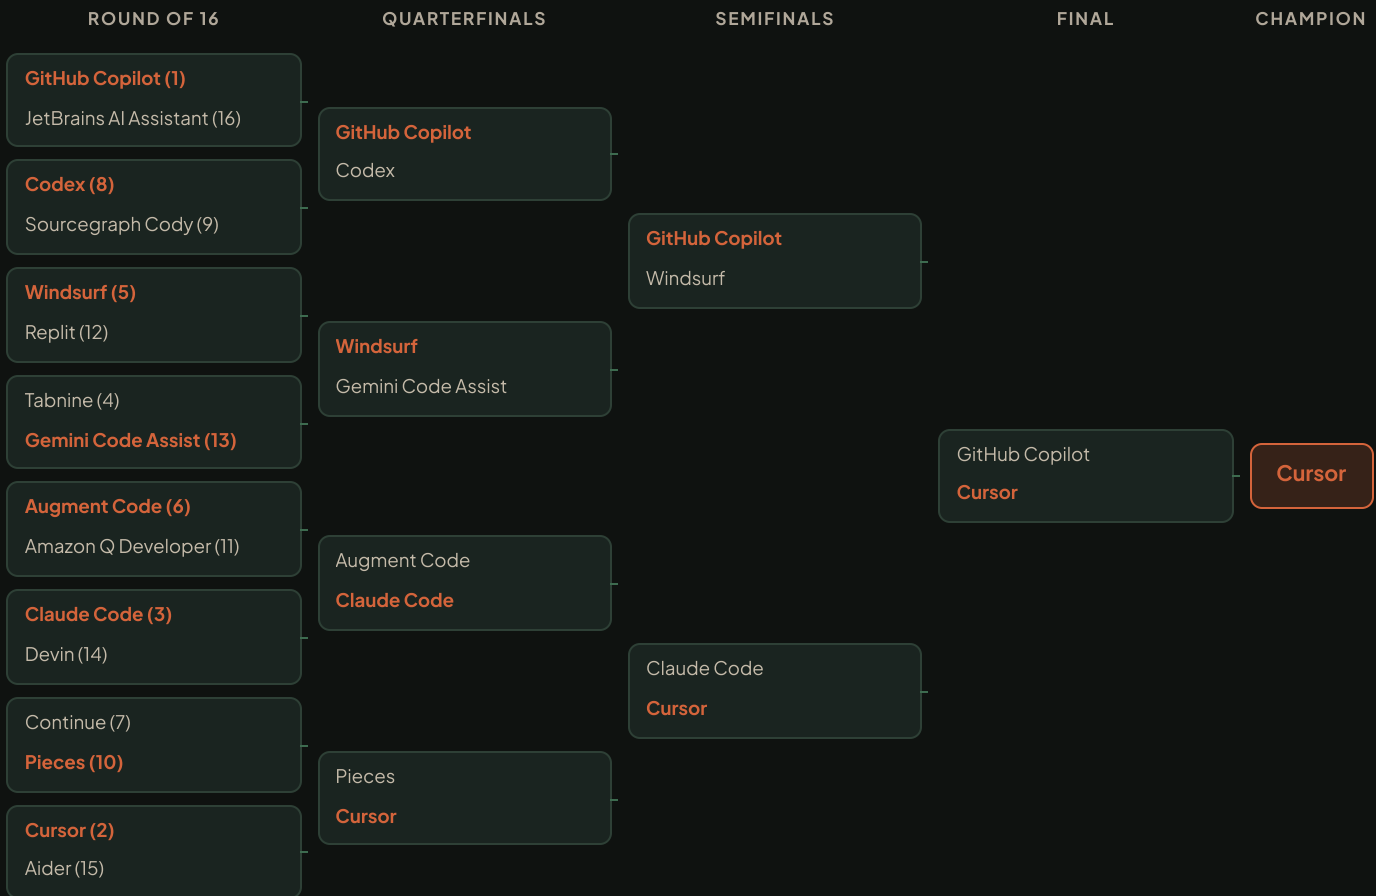 ROUND OF 16
QUARTERFINALS
SEMIFINALS
FINAL
CHAMPION
GitHub Copilot (1)
JetBrains AI Assistant (16)
Codex (8)
Sourcegraph Cody (9)
Windsurf (5)
Replit (12)
Tabnine (4)
Gemini Code Assist (13)
Augment Code (6)
Amazon Q Developer (11)
Claude Code (3)
Devin (14)
Continue (7)
Pieces (10)
Cursor (2)
Aider (15)
GitHub Copilot
Codex
Windsurf
Gemini Code Assist
Augment Code
Claude Code
Pieces
Cursor
GitHub Copilot
Windsurf
Claude Code
Cursor
GitHub Copilot
Cursor
Cursor